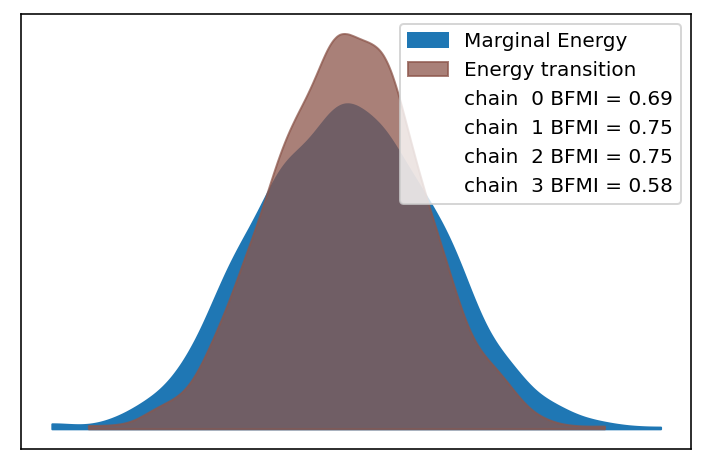 Marginal Energy
Energy transition
chain  0 BFMI = 0.69
chain  1 BFMI = 0.75
chain  2 BFMI = 0.75
chain  3 BFMI = 0.58